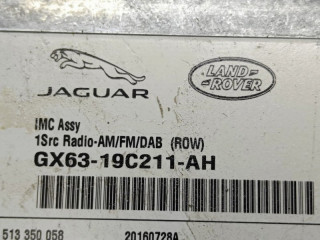 JAGUAR
LAND-
ROVER
IMC Assy
1Src Radio-AM/FM/DAB (ROW)
GX63-19C211-AH
513 350 058
20160728A